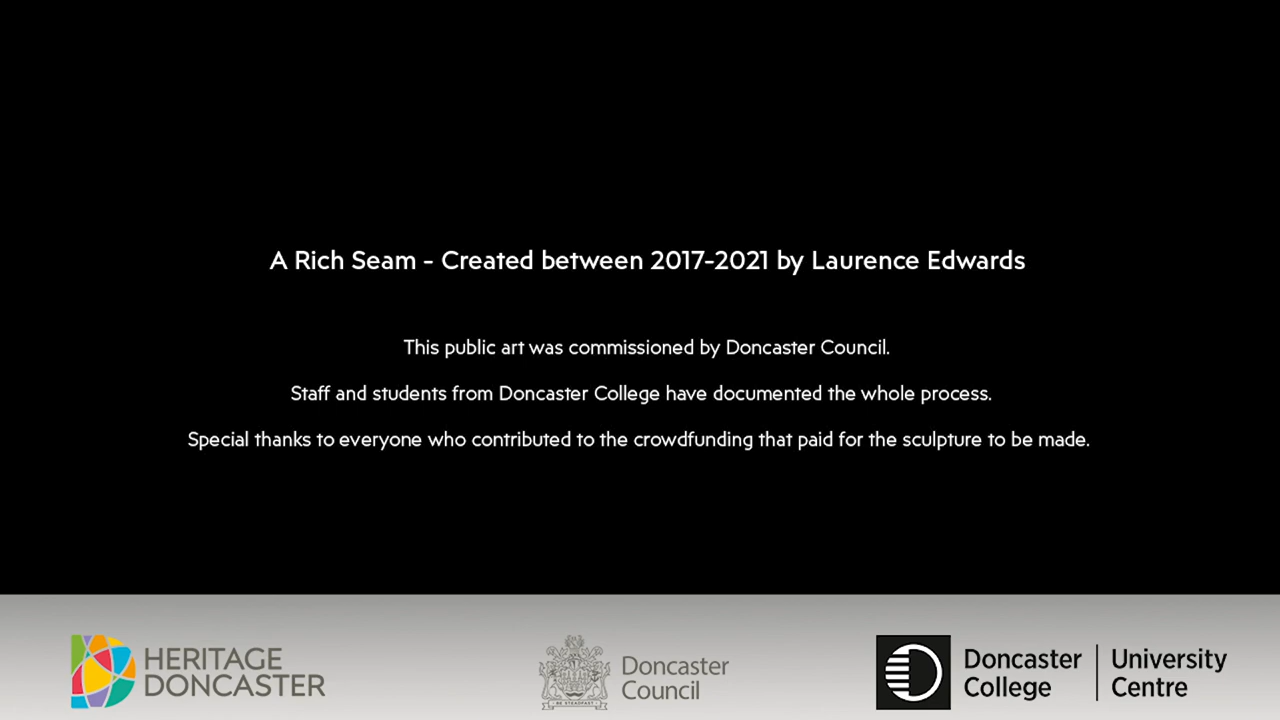 A Rich Seam - Created between 2017-2021 by Laurence Edwards
This public art was commissioned by Doncaster Council.
Staff and students from Doncaster College have documented the whole process.
Special thanks to everyone who contributed to the crowdfunding that paid for the sculpture to be made.
HERITAGE
DONCASTER
BE STEADFAST
Doncaster
Council
Doncaster
College
University
Centre